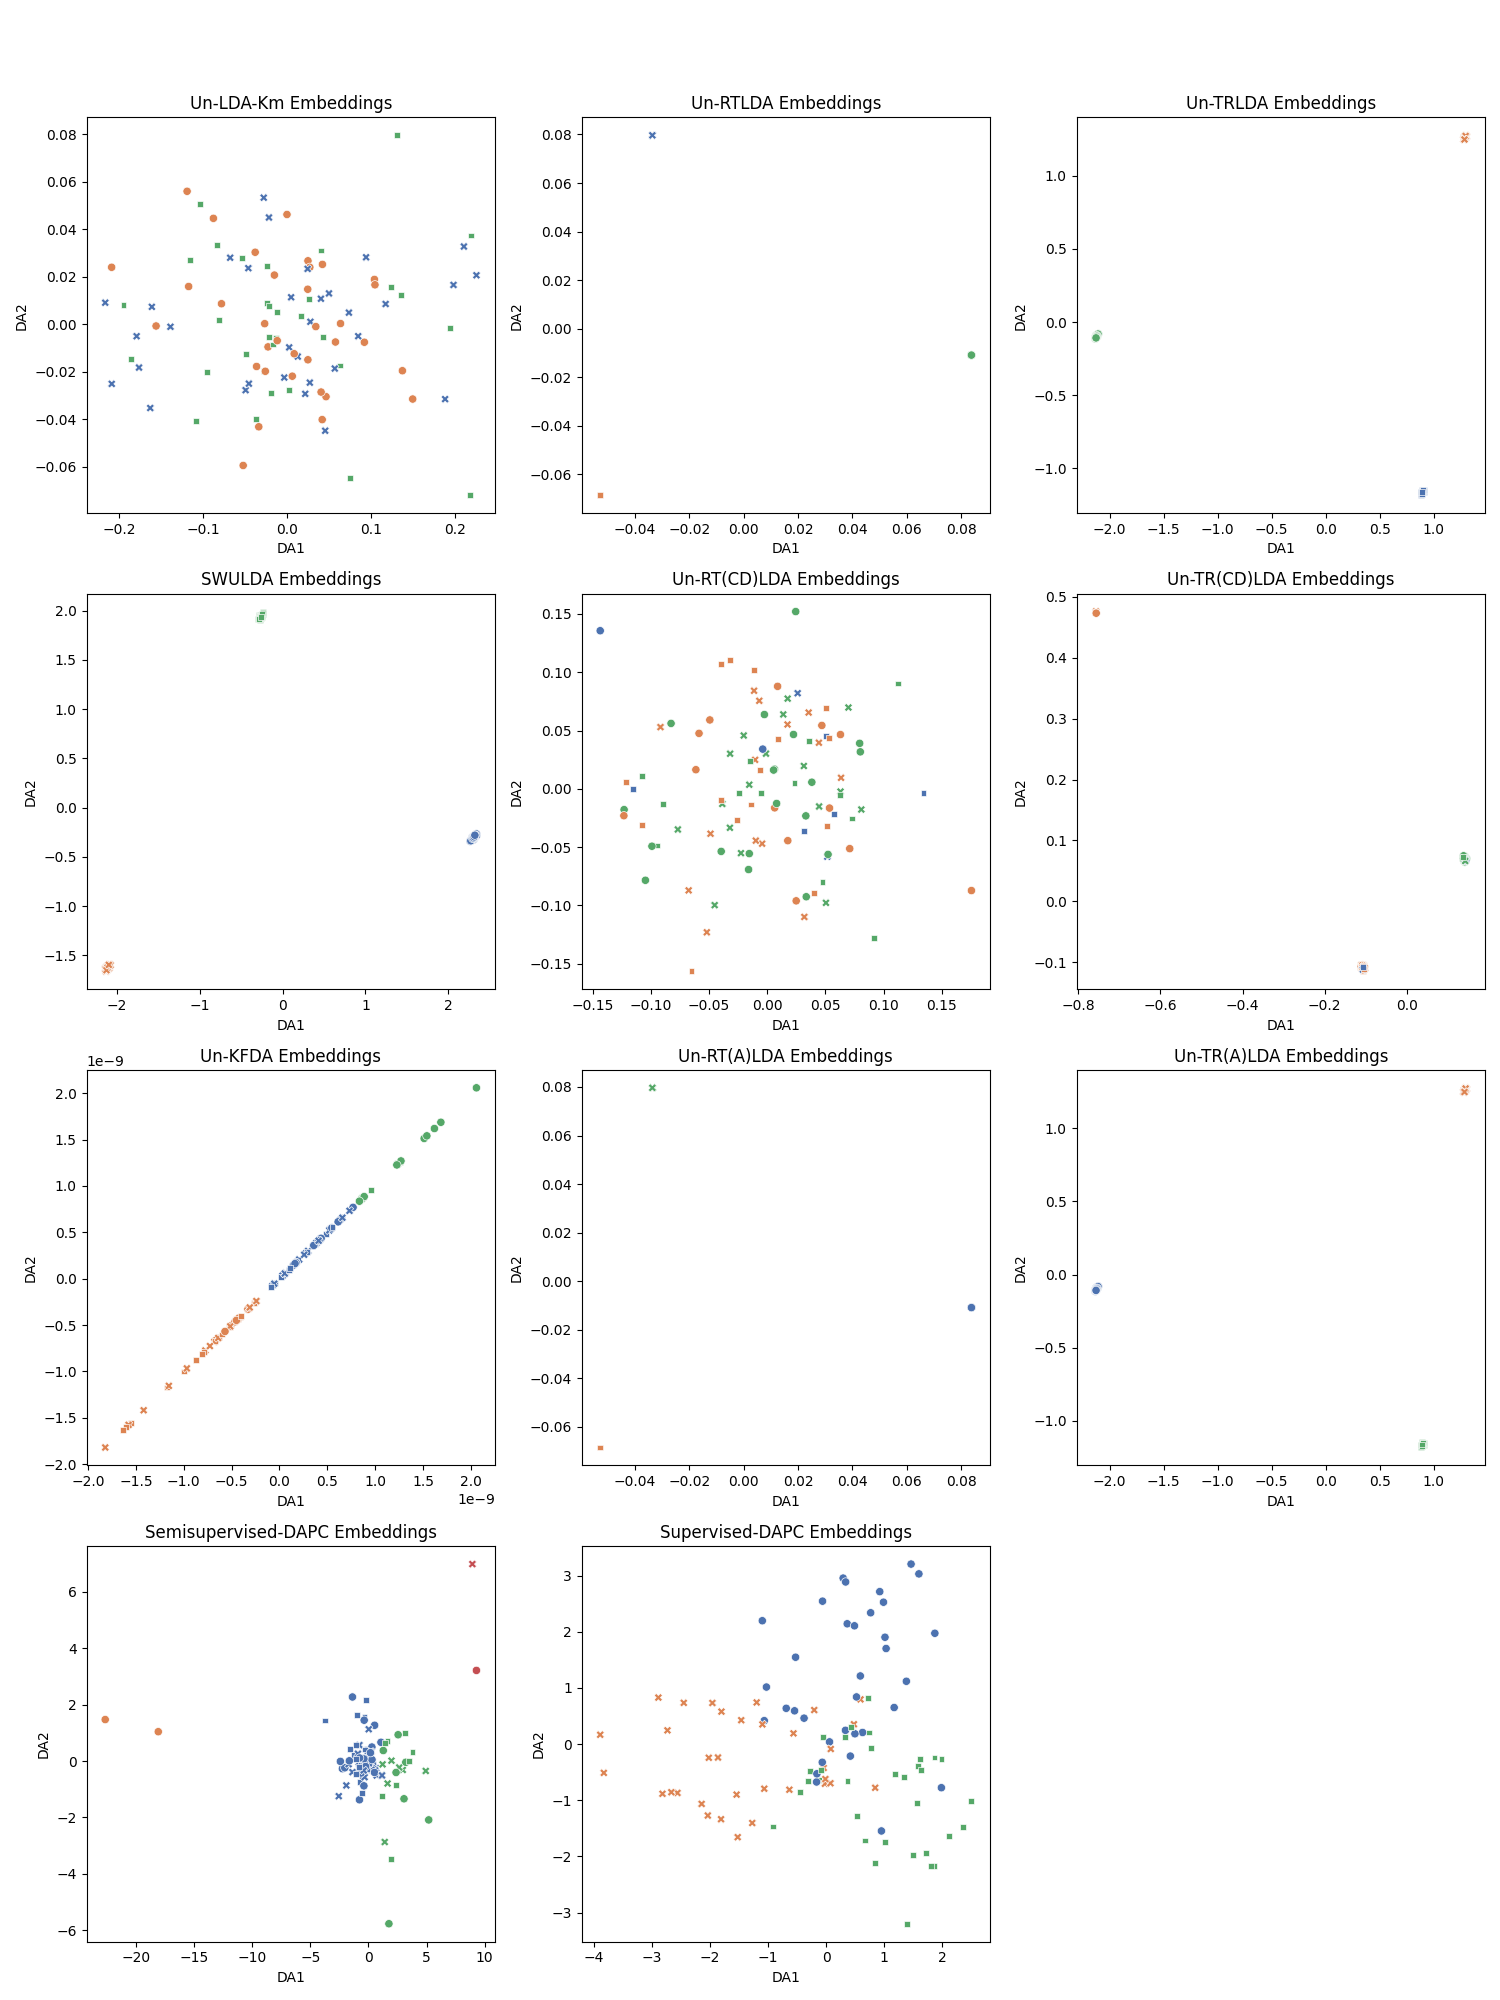 Un-LDA-Km Embeddings
0.08
0.06
0.04
0.02
0.00
−0.02
−0.04
−0.06
DA2
−0.2 −0.1 0.0 0.1 0.2
DA1
Un-RTLDA Embeddings
0.08
0.06
0.04
0.02
0.00
−0.02
−0.04
−0.06
DA2
−0.04 −0.02 0.00 0.02 0.04 0.06 0.08
DA1
Un-TRLDA Embeddings
1.0
0.5
0.0
−0.5
−1.0
DA2
−2.0 −1.5 −1.0 −0.5 0.0 0.5 1.0
DA1
SWULDA Embeddings
2.0
1.5
1.0
0.5
0.0
−0.5
−1.0
−1.5
DA2
−2 −1 0 1 2
DA1
Un-RT(CD)LDA Embeddings
0.15
0.10
0.05
0.00
−0.05
−0.10
−0.15
DA2
−0.15 −0.10 −0.05 0.00 0.05 0.10 0.15
DA1
Un-TR(CD)LDA Embeddings
0.5
0.4
0.3
0.2
0.1
0.0
−0.1
DA2
−0.8 −0.6 −0.4 −0.2 0.0
DA1
Un-KFDA Embeddings
1e−9
2.0
1.5
1.0
0.5
0.0
−0.5
−1.0
−1.5
−2.0
DA2
−2.0 −1.5 −1.0 −0.5 0.0 0.5 1.0 1.5 2.0
DA1
1e−9
Un-RT(A)LDA Embeddings
0.08
0.06
0.04
0.02
0.00
−0.02
−0.04
−0.06
DA2
−0.04 −0.02 0.00 0.02 0.04 0.06 0.08
DA1
Un-TR(A)LDA Embeddings
1.0
0.5
0.0
−0.5
−1.0
DA2
−2.0 −1.5 −1.0 −0.5 0.0 0.5 1.0
DA1
Semisupervised-DAPC Embeddings
6
4
2
0
−2
−4
−6
DA2
−20 −15 −10 −5 0 5 10
DA1
Supervised-DAPC Embeddings
3
2
1
0
−1
−2
−3
DA2
−4 −3 −2 −1 0 1 2
DA1